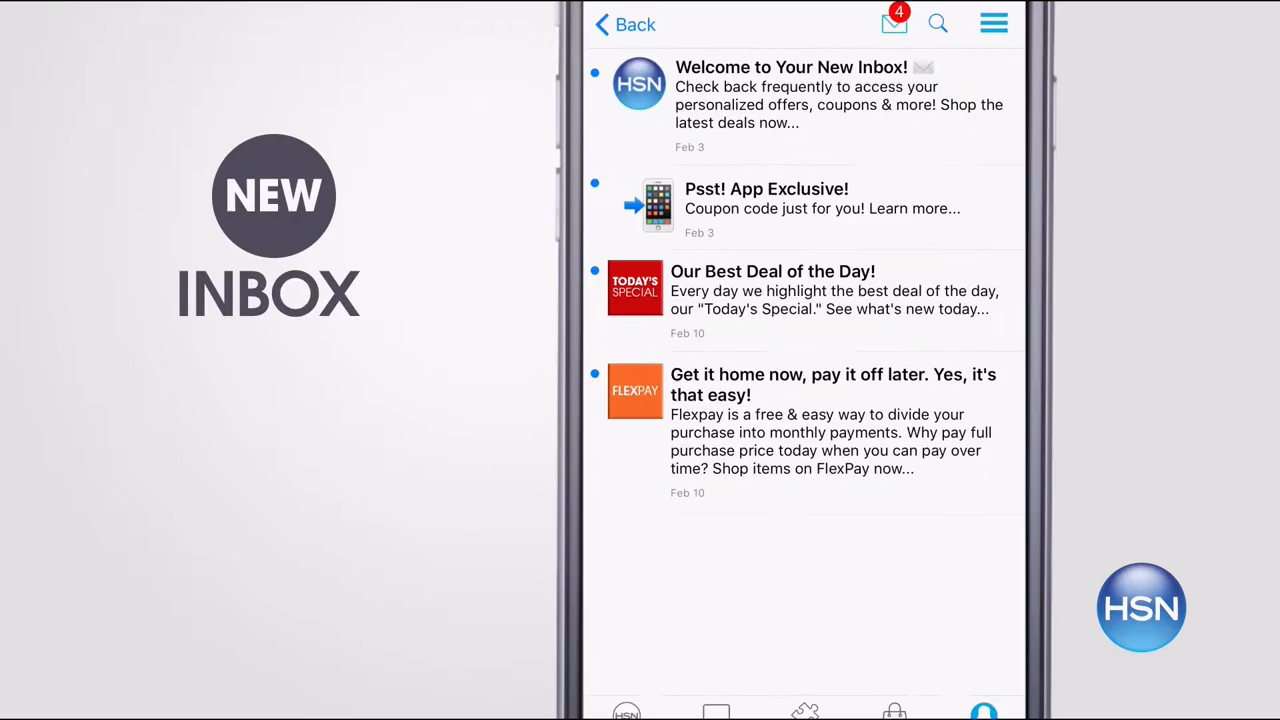 NEW
INBOX
Back
4
HSN
Welcome to Your New Inbox!
Check back frequently to access your
personalized offers, coupons & more! Shop the
latest deals now...
Feb 3
Psst! App Exclusive!
Coupon code just for you! Learn more...
Feb 3
TODAY'S
SPECIAL
Our Best Deal of the Day!
Every day we highlight the best deal of the day,
our "Today's Special." See what's new today...
Feb 10
FLEXPAY
Get it home now, pay it off later. Yes, it's
that easy!
Flexpay is a free & easy way to divide your
purchase into monthly payments. Why pay full
purchase price today when you can pay over
time? Shop items on FlexPay now...
Feb 10
HSN
HSN